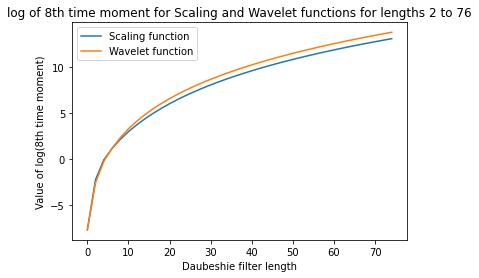 log of 8th time moment for Scaling and Wavelet functions for lengths 2 to 76
Scaling function
Wavelet function
Value of log(8th time moment)
10
5
0
−5
0 10 20 30 40 50 60 70
Daubeshie filter length